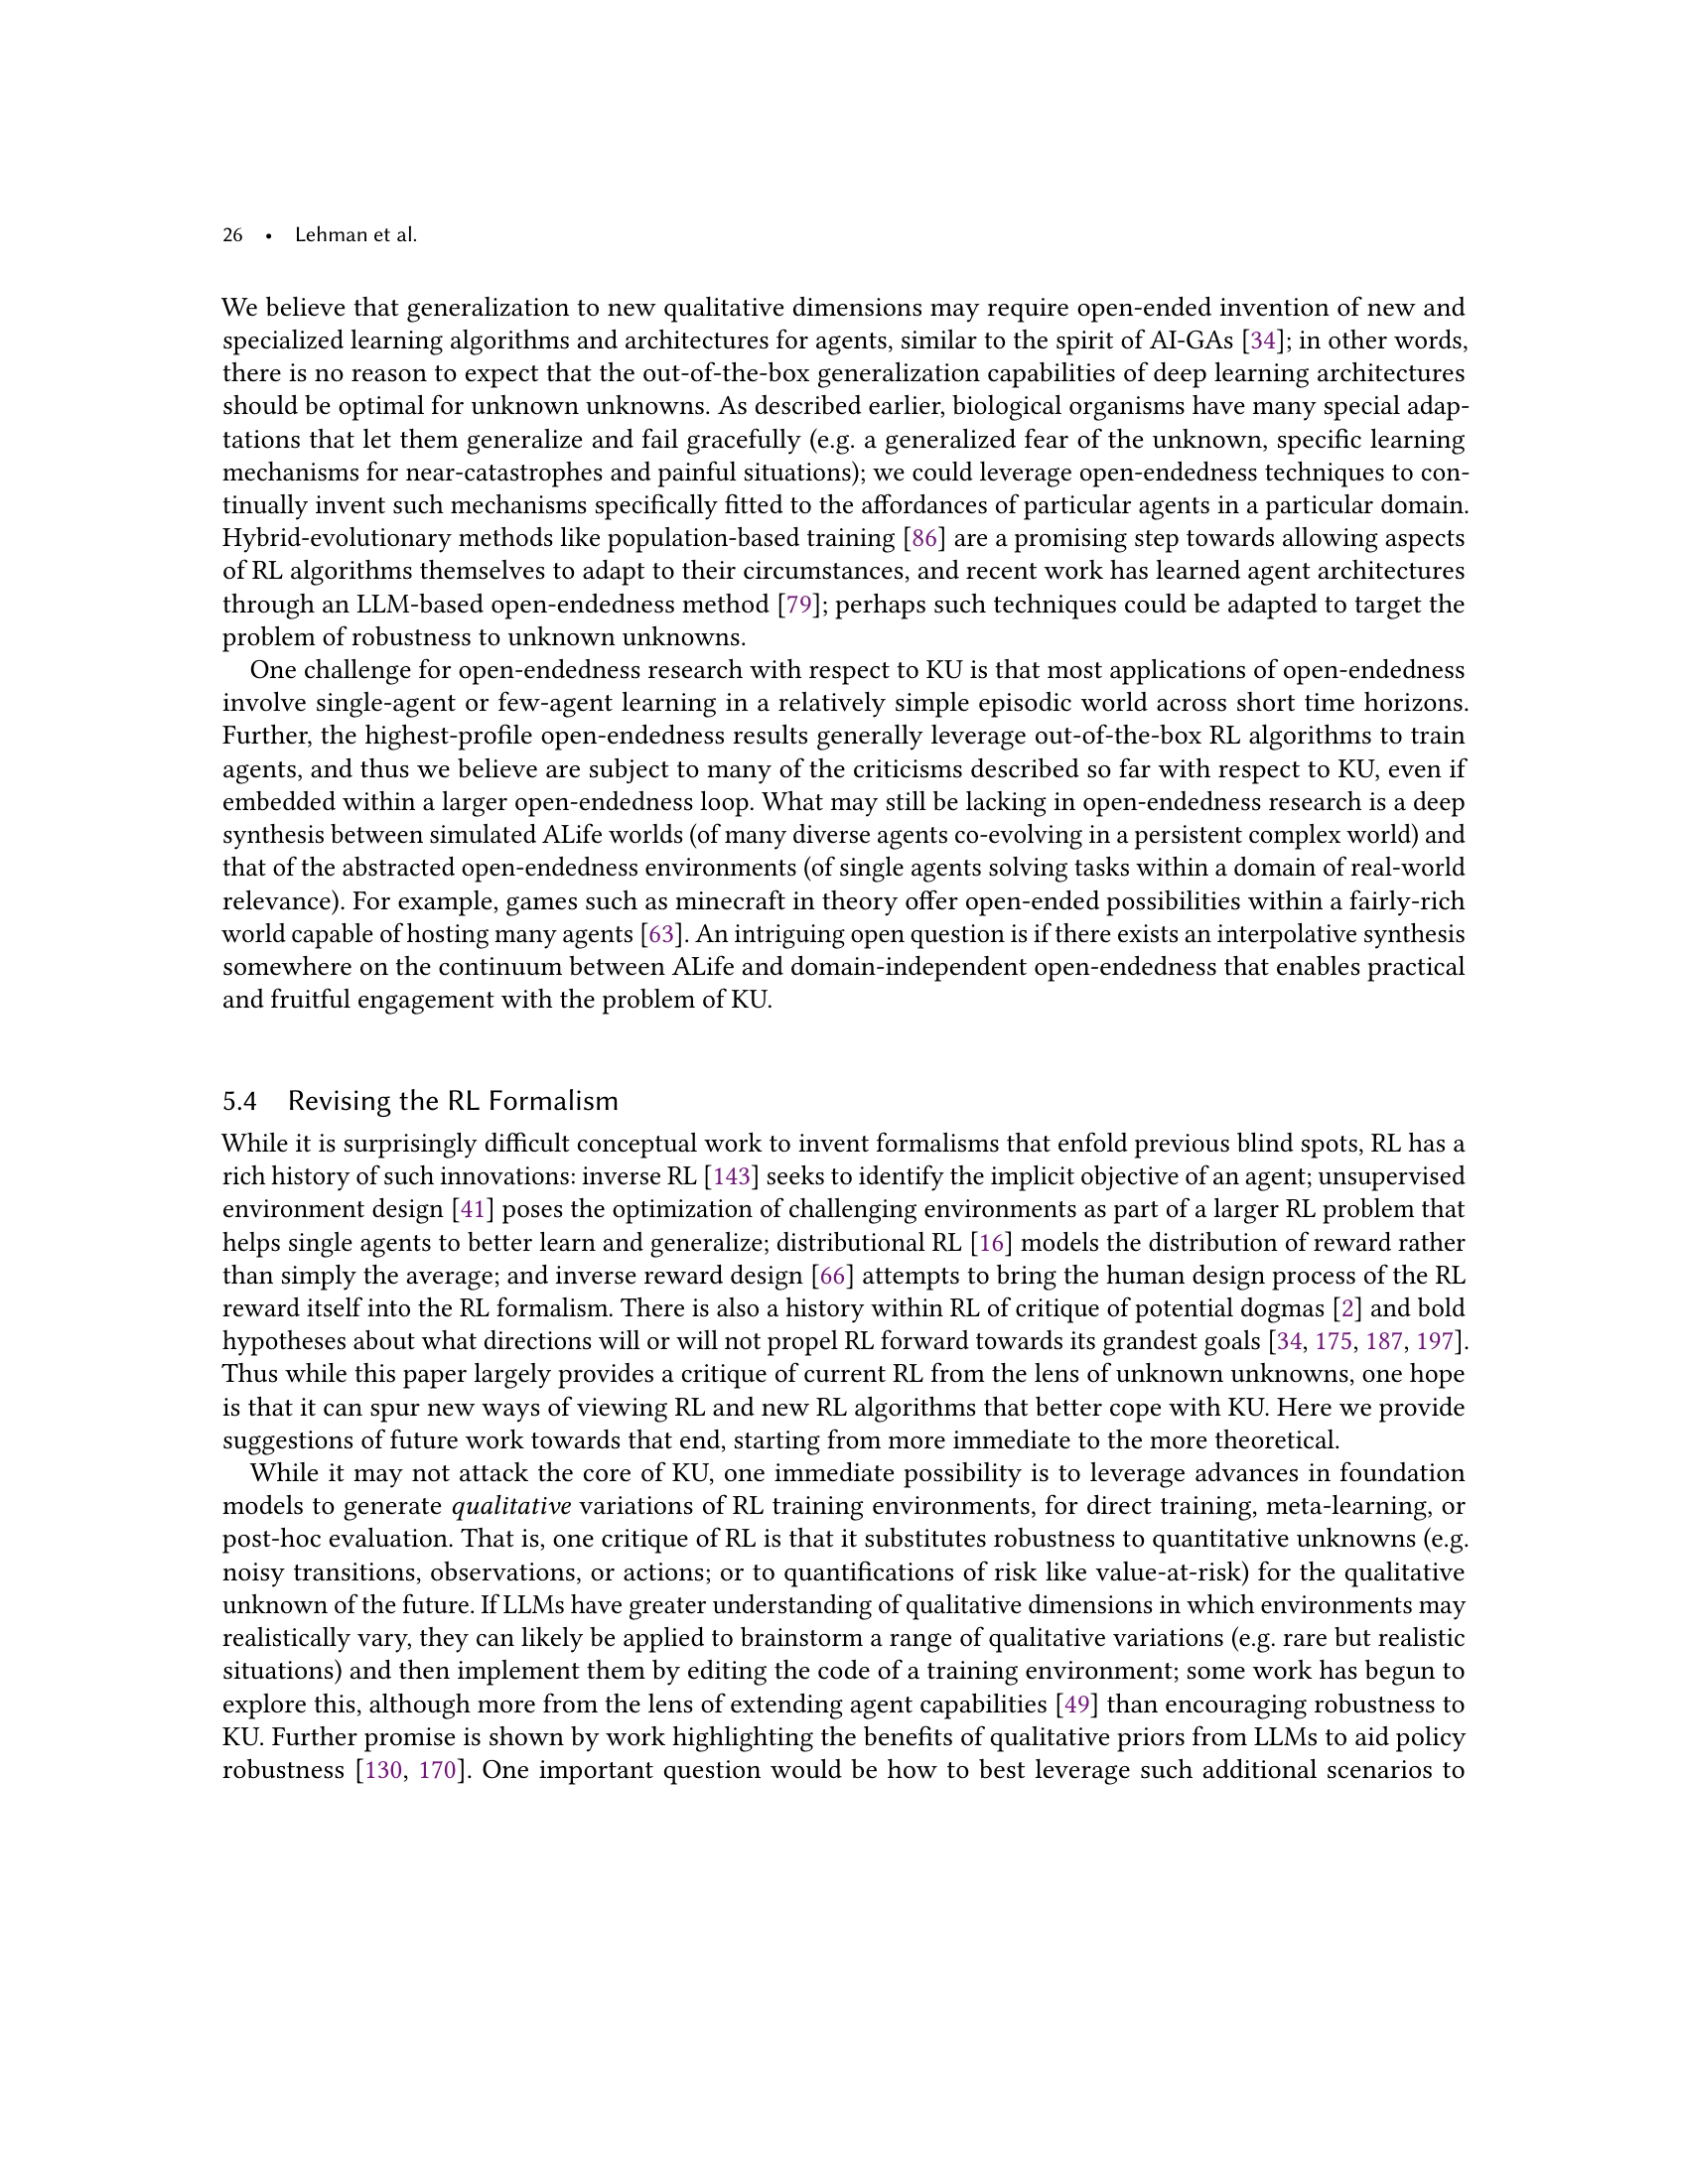 26 • Lehman et al.
We believe that generalization to new qualitative dimensions may require open-ended invention of new and
specialized learning algorithms and architectures for agents, similar to the spirit of AI-GAs [34]; in other words,
there is no reason to expect that the out-of-the-box generalization capabilities of deep learning architectures
should be optimal for unknown unknowns. As described earlier, biological organisms have many special adap-
tations that let them generalize and fail gracefully (e.g. a generalized fear of the unknown, specific learning
mechanisms for near-catastrophes and painful situations); we could leverage open-endedness techniques to con-
tinually invent such mechanisms specifically fitted to the affordances of particular agents in a particular domain.
Hybrid-evolutionary methods like population-based training [86] are a promising step towards allowing aspects
of RL algorithms themselves to adapt to their circumstances, and recent work has learned agent architectures
through an LLM-based open-endedness method [79]; perhaps such techniques could be adapted to target the
problem of robustness to unknown unknowns.
One challenge for open-endedness research with respect to KU is that most applications of open-endedness
involve single-agent or few-agent learning in a relatively simple episodic world across short time horizons.
Further, the highest-profile open-endedness results generally leverage out-of-the-box RL algorithms to train
agents, and thus we believe are subject to many of the criticisms described so far with respect to KU, even if
embedded within a larger open-endedness loop. What may still be lacking in open-endedness research is a deep
synthesis between simulated ALife worlds (of many diverse agents co-evolving in a persistent complex world) and
that of the abstracted open-endedness environments (of single agents solving tasks within a domain of real-world
relevance). For example, games such as minecraft in theory offer open-ended possibilities within a fairly-rich
world capable of hosting many agents [63]. An intriguing open question is if there exists an interpolative synthesis
somewhere on the continuum between ALife and domain-independent open-endedness that enables practical
and fruitful engagement with the problem of KU.
5.4 Revising the RL Formalism
While it is surprisingly difficult conceptual work to invent formalisms that enfold previous blind spots, RL has a
rich history of such innovations: inverse RL [143] seeks to identify the implicit objective of an agent; unsupervised
environment design [41] poses the optimization of challenging environments as part of a larger RL problem that
helps single agents to better learn and generalize; distributional RL [16] models the distribution of reward rather
than simply the average; and inverse reward design [66] attempts to bring the human design process of the RL
reward itself into the RL formalism. There is also a history within RL of critique of potential dogmas [2] and bold
hypotheses about what directions will or will not propel RL forward towards its grandest goals [34, 175, 187, 197].
Thus while this paper largely provides a critique of current RL from the lens of unknown unknowns, one hope
is that it can spur new ways of viewing RL and new RL algorithms that better cope with KU. Here we provide
suggestions of future work towards that end, starting from more immediate to the more theoretical.
While it may not attack the core of KU, one immediate possibility is to leverage advances in foundation
models to generate qualitative variations of RL training environments, for direct training, meta-learning, or
post-hoc evaluation. That is, one critique of RL is that it substitutes robustness to quantitative unknowns (e.g.
noisy transitions, observations, or actions; or to quantifications of risk like value-at-risk) for the qualitative
unknown of the future. If LLMs have greater understanding of qualitative dimensions in which environments may
realistically vary, they can likely be applied to brainstorm a range of qualitative variations (e.g. rare but realistic
situations) and then implement them by editing the code of a training environment; some work has begun to
explore this, although more from the lens of extending agent capabilities [49] than encouraging robustness to
KU. Further promise is shown by work highlighting the benefits of qualitative priors from LLMs to aid policy
robustness [130, 170]. One important question would be how to best leverage such additional scenarios to